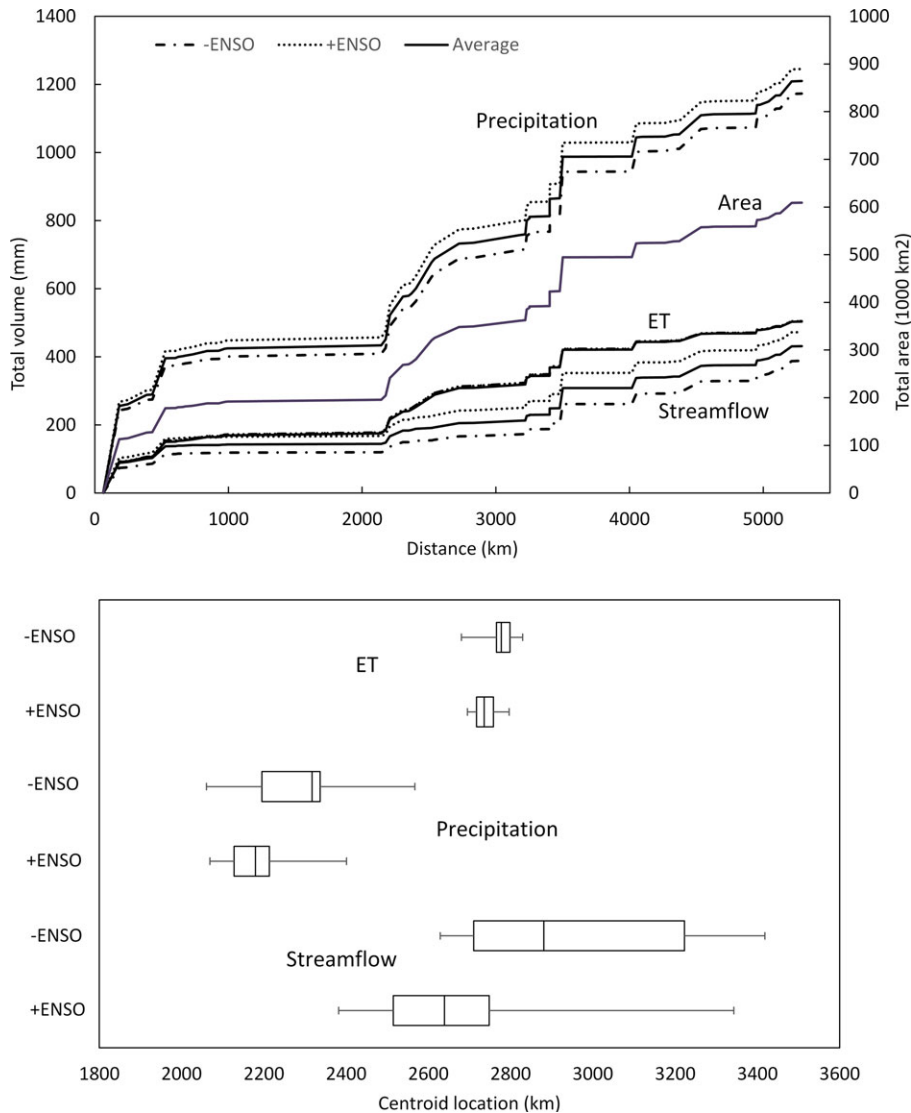 1400
1200
1000
800
600
400
200
0
Total volume (mm)
-ENSO
+ENSO
Average
Precipitation
Area
ET
Streamflow
1000
900
800
700
600
500
400
300
200
100
0
Total area (1000 km2)
0 1000 2000 3000 4000 5000
Distance (km)
-ENSO
ET
+ENSO
-ENSO
Precipitation
+ENSO
-ENSO
Streamflow
+ENSO
1800 2000 2200 2400 2600 2800 3000 3200 3400 3600
Centroid location (km)